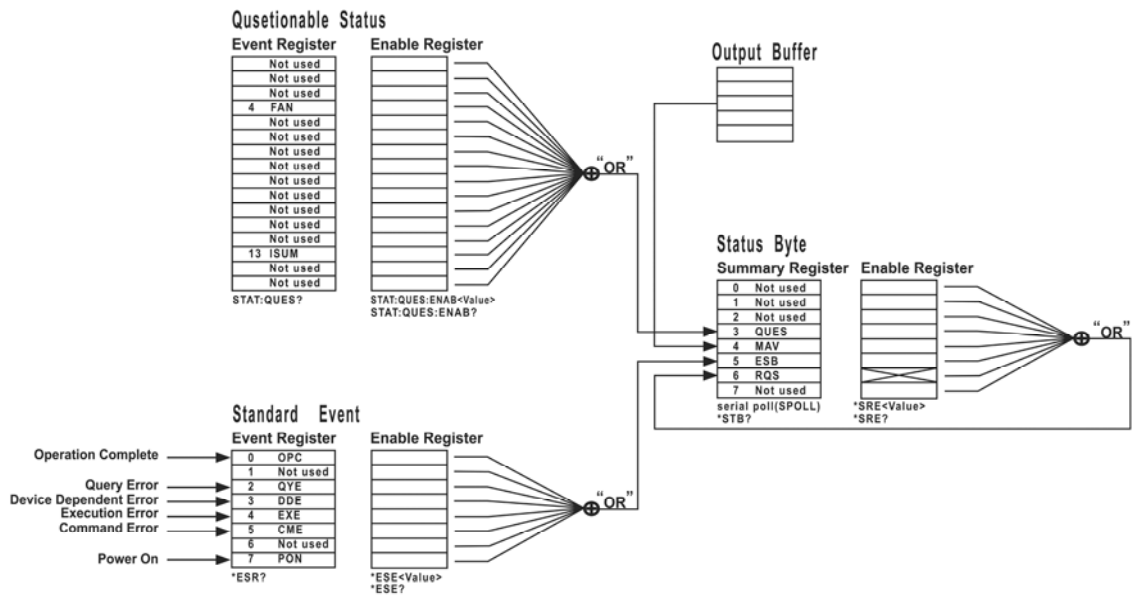 Qusetionable Status
Event Register
Enable Register
Not used
Not used
Not used
4 FAN
Not used
Not used
Not used
Not used
Not used
Not used
Not used
Not used
Not used
13 ISUM
Not used
Not used
STAT:QUES?
STAT:QUES:ENAB<Value>
STAT:QUES:ENAB?
"OR"
Output Buffer
Status Byte
Summary Register
Enable Register
0 Not used
1 Not used
2 Not used
3 QUES
4 MAV
5 ESB
6 RQS
7 Not used
serial poll(SPOLL)
*STB?
*SRE<Value>
*SRE?
"OR"
Standard Event
Event Register
Enable Register
Operation Complete
Query Error
Device Dependent Error
Execution Error
Command Error
Power On
0 OPC
1 Not used
2 QYE
3 DDE
4 EXE
5 CME
6 Not used
7 PON
*ESR?
*ESE<Value>
*ESE?
"OR"